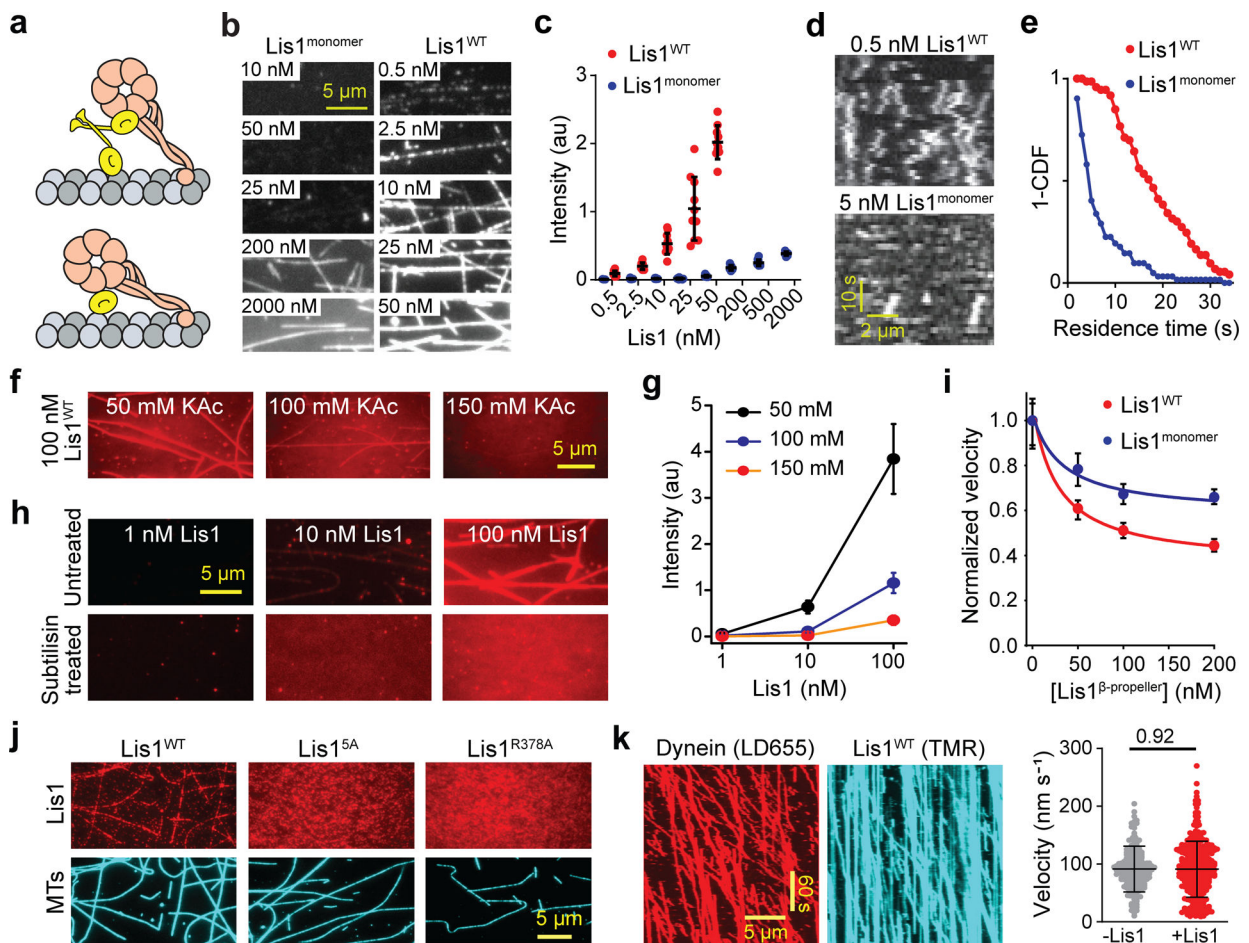 a
b
Lis1monomer
Lis1WT
10 nM
0.5 nM
5 µm
50 nM
2.5 nM
25 nM
10 nM
200 nM
25 nM
2000 nM
50 nM
c
Lis1WT
Lis1monomer
Intensity (au)
3
2
1
0
0.5
2.5
10
25
50
200
500
2000
Lis1 (nM)
d
0.5 nM Lis1WT
5 nM Lis1monomer
10 s
2 µm
e
Lis1WT
Lis1monomer
1-CDF
1
0
0
10
20
30
Residence time (s)
f
100 nM
Lis1WT
50 mM KAc
100 mM KAc
150 mM KAc
5 µm
g
50 mM
100 mM
150 mM
Intensity (au)
5
4
3
2
1
0
1
10
100
Lis1 (nM)
h
Untreated
1 nM Lis1
10 nM Lis1
100 nM Lis1
5 µm
Subtilisin
treated
i
Lis1WT
Lis1monomer
Normalized velocity
1.0
0.8
0.6
0.4
0.2
0.0
0
50
100
150
200
[Lis1β-propeller] (nM)
j
Lis1WT
Lis15A
Lis1R378A
Lis1
MTs
5 µm
k
Dynein (LD655)
Lis1WT (TMR)
60 s
5 µm
0.92
Velocity (nm s−1)
300
200
100
0
-Lis1
+Lis1